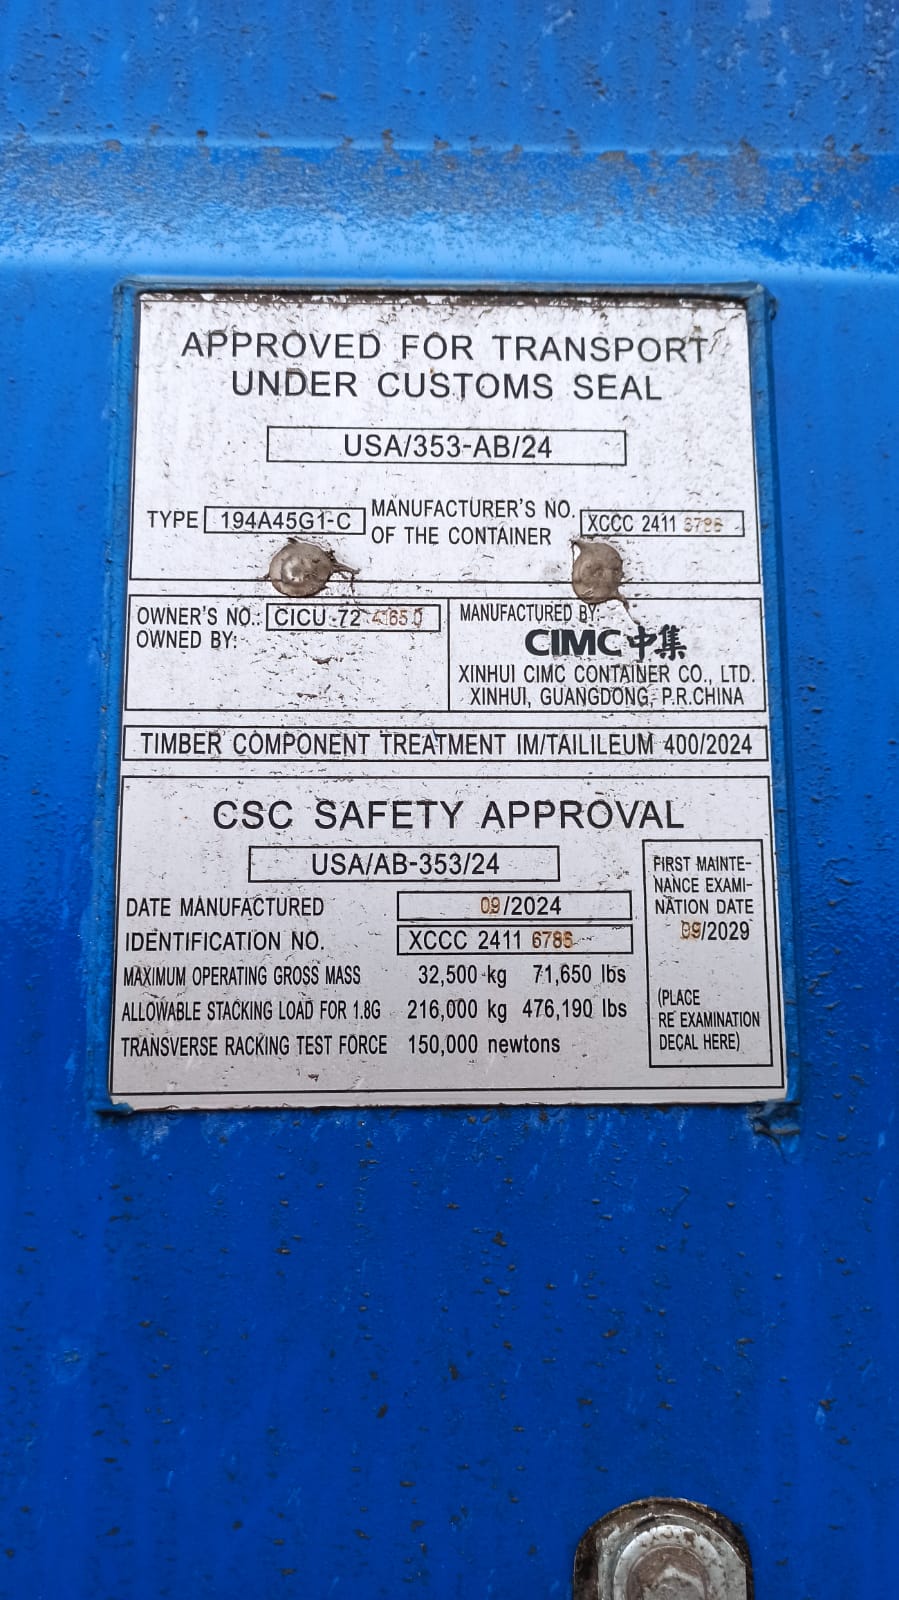 APPROVED FOR TRANSPORT
UNDER CUSTOMS SEAL
USA/353-AB/24
TYPE 194A45G1-C
MANUFACTURER'S NO.
OF THE CONTAINER
XCCC 2411 6786
OWNER'S NO.: CICU 72 4165 0
OWNED BY:
MANUFACTURED BY:
CIMC 中集
XINHUI CIMC CONTAINER CO., LTD.
XINHUI, GUANGDONG, P.R.CHINA
TIMBER COMPONENT TREATMENT IM/TAILILEUM 400/2024
CSC SAFETY APPROVAL
USA/AB-353/24
DATE MANUFACTURED 09/2024
IDENTIFICATION NO. XCCC 2411 6786
MAXIMUM OPERATING GROSS MASS 32,500 kg 71,650 lbs
ALLOWABLE STACKING LOAD FOR 1.8G 216,000 kg 476,190 lbs
TRANSVERSE RACKING TEST FORCE 150,000 newtons
FIRST MAINTE-
NANCE EXAMI-
NATION DATE
09/2029
(PLACE
RE EXAMINATION
DECAL HERE)